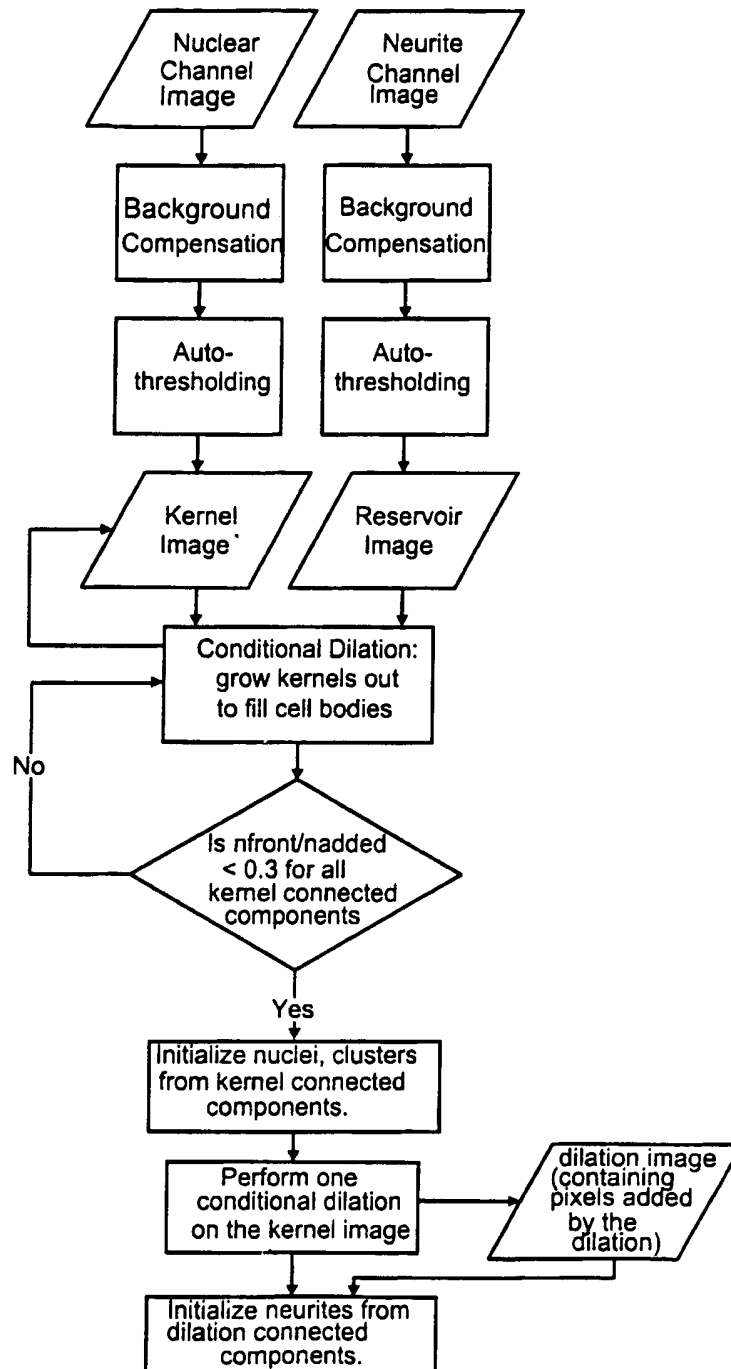 Nuclear
Channel
Image
Neurite
Channel
Image
Background
Compensation
Background
Compensation
Auto-
thresholding
Auto-
thresholding
Kernel
Image
Reservoir
Image
Conditional Dilation:
grow kernels out
to fill cell bodies
No
Is nfront/nadded
< 0.3 for all
kernel connected
components
Yes
Initialize nuclei, clusters
from kernel connected
components.
Perform one
conditional dilation
on the kernel image
dilation image
(containing
pixels added
by the
dilation)
Initialize neurites from
dilation connected
components.